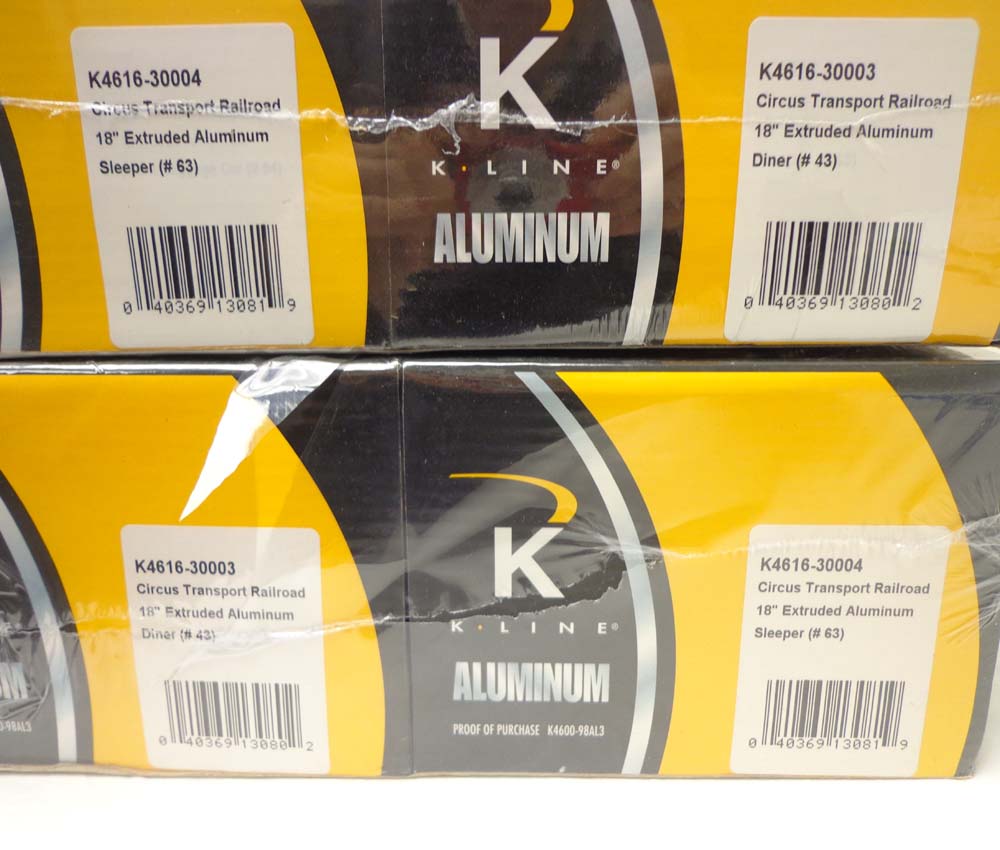 K4616-30004
Circus Transport Railroad
18" Extruded Aluminum
Sleeper (# 63)
0 40369 13081 9
K
K·LINE®
ALUMINUM
K4616-30003
Circus Transport Railroad
18" Extruded Aluminum
Diner (# 43)
0 40369 13080 2
K4616-30003
Circus Transport Railroad
18" Extruded Aluminum
Diner (# 43)
0 40369 13080 2
K
K·LINE®
ALUMINUM
PROOF OF PURCHASE K4600-98AL3
K4616-30004
Circus Transport Railroad
18" Extruded Aluminum
Sleeper (# 63)
0 40369 13081 9